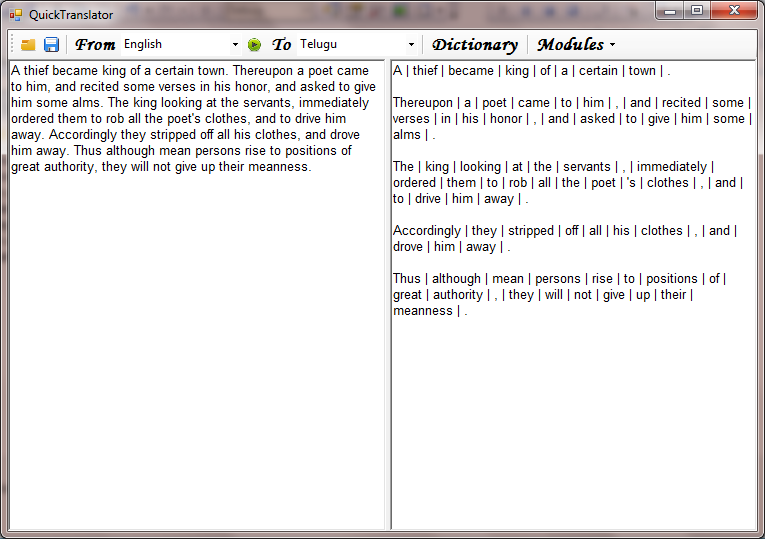 QuickTranslator
From English To Telugu Dictionary Modules
A thief became king of a certain town. Thereupon a poet came
to him, and recited some verses in his honor, and asked to give
him some alms. The king looking at the servants, immediately
ordered them to rob all the poet's clothes, and to drive him
away. Accordingly they stripped off all his clothes, and drove
him away. Thus although mean persons rise to positions of
great authority, they will not give up their meanness.
A | thief | became | king | of | a | certain | town | .
Thereupon | a | poet | came | to | him | , | and | recited | some |
verses | in | his | honor | , | and | asked | to | give | him | some |
alms | .
The | king | looking | at | the | servants | , | immediately |
ordered | them | to | rob | all | the | poet | 's | clothes | , | and |
to | drive | him | away | .
Accordingly | they | stripped | off | all | his | clothes | , | and |
drove | him | away | .
Thus | although | mean | persons | rise | to | positions | of |
great | authority | , | they | will | not | give | up | their |
meanness | .